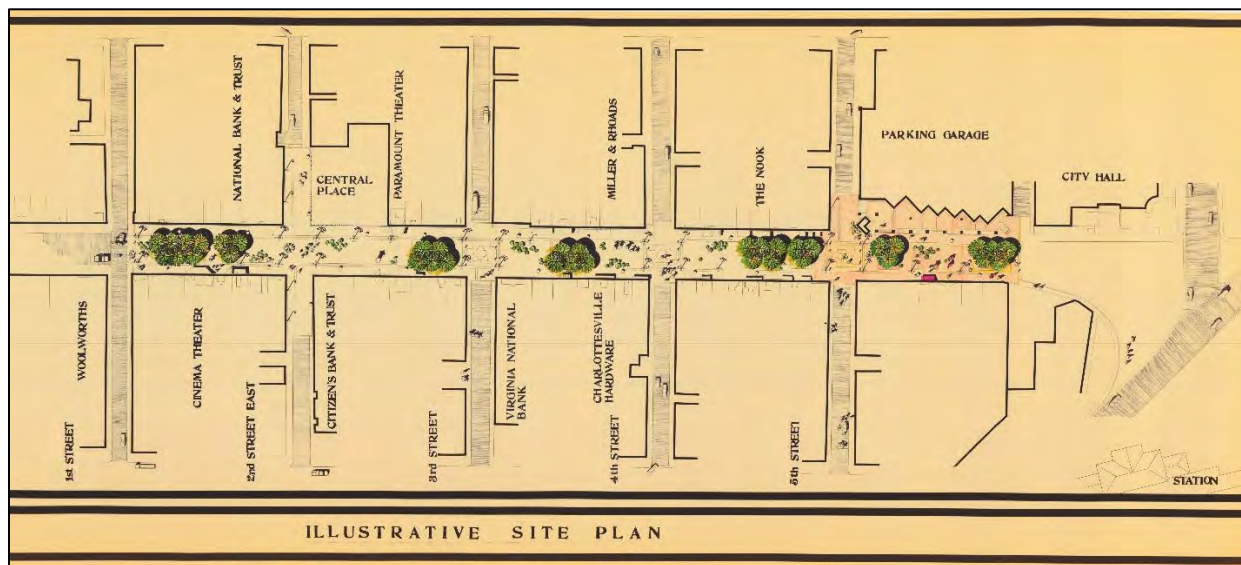 NATIONAL BANK & TRUST
CENTRAL
PLACE
PARAMOUNT THEATER
MILLER & RHOADS
THE NOOK
PARKING GARAGE
CITY HALL
WOOLWORTHS
CINEMA THEATER
CITIZEN'S BANK & TRUST
VIRGINIA NATIONAL
BANK
CHARLOTTESVILLE
HARDWARE
1st STREET
2nd STREET EAST
3rd STREET
4th STREET
5th STREET
STATION
ILLUSTRATIVE SITE PLAN